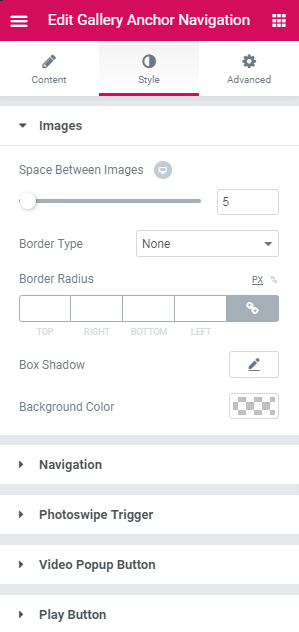 Edit Gallery Anchor Navigation
Content Style Advanced
Images
Space Between Images
5
Border Type None
Border Radius PX %
TOP RIGHT BOTTOM LEFT
Box Shadow
Background Color
Navigation
Photoswipe Trigger
Video Popup Button
Play Button